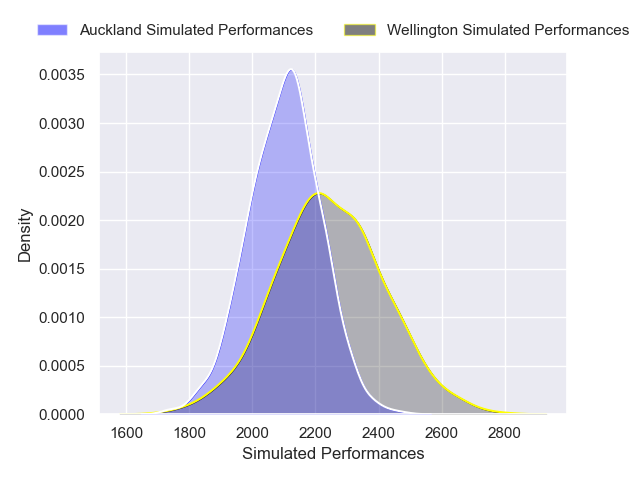 Auckland Simulated Performances
Wellington Simulated Performances
0.0035
0.0030
0.0025
0.0020
0.0015
0.0010
0.0005
0.0000
Density
1600 1800 2000 2200 2400 2600 2800
Simulated Performances